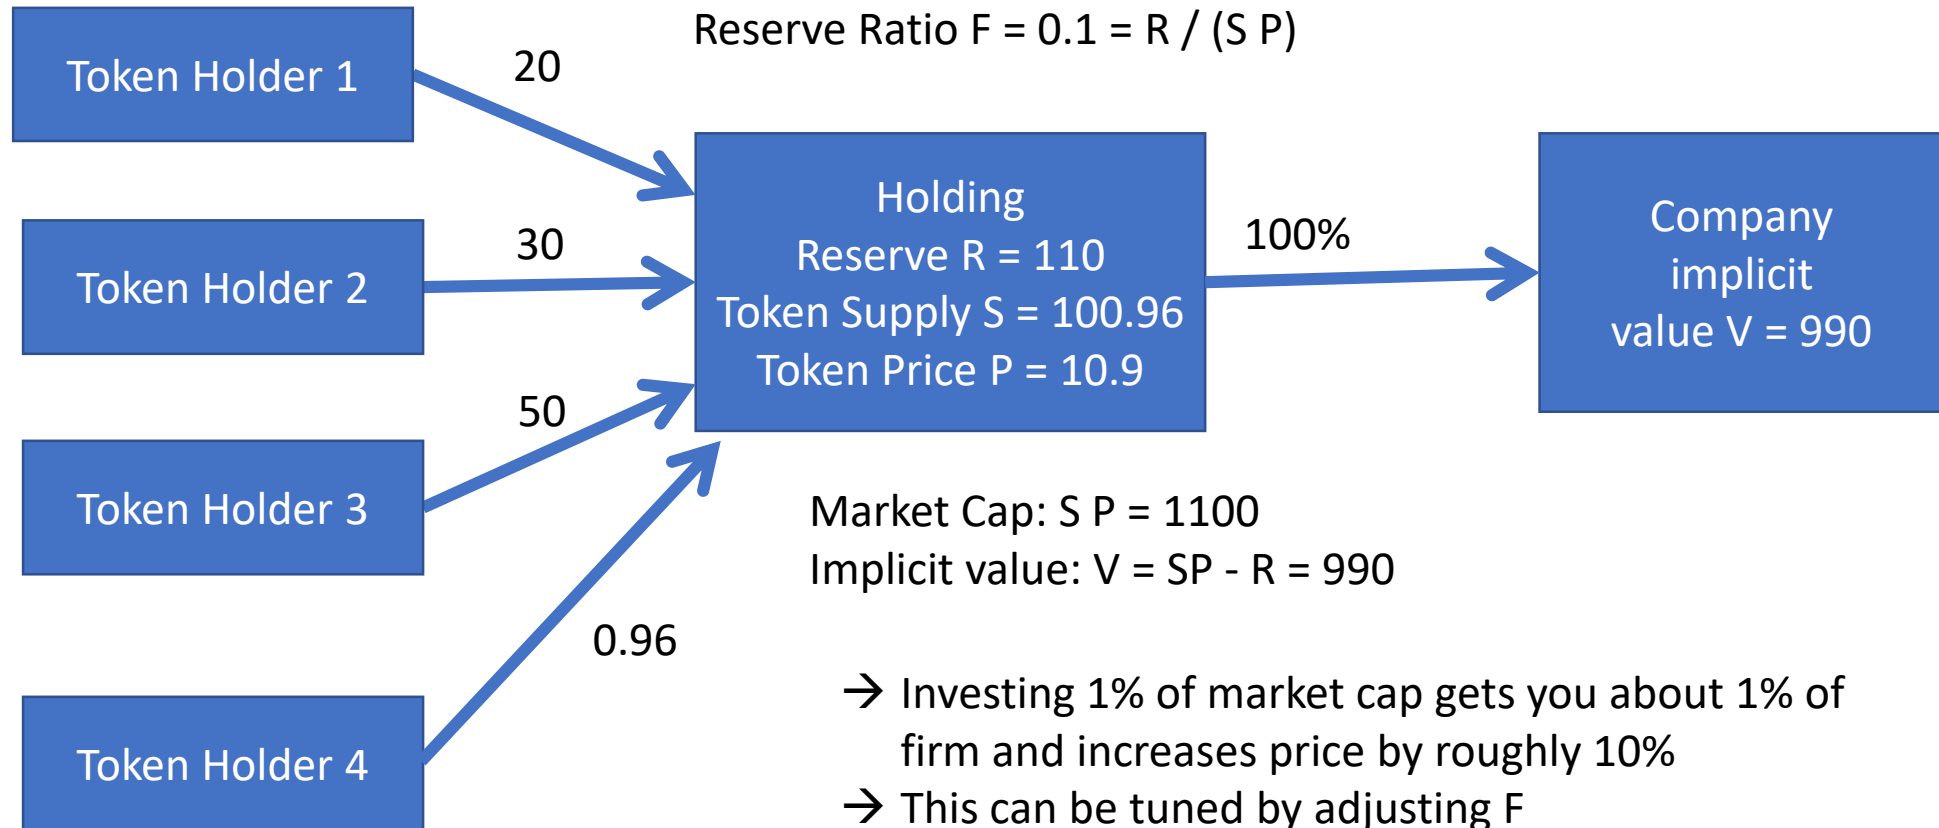 Reserve Ratio F = 0.1 = R / (S P)
Token Holder 1
20
Token Holder 2
30
Token Holder 3
50
Token Holder 4
0.96
Holding
Reserve R = 110
Token Supply S = 100.96
Token Price P = 10.9
100%
Company
implicit
value V = 990
Market Cap: S P = 1100
Implicit value: V = SP - R = 990
→ Investing 1% of market cap gets you about 1% of
firm and increases price by roughly 10%
→ This can be tuned by adjusting F